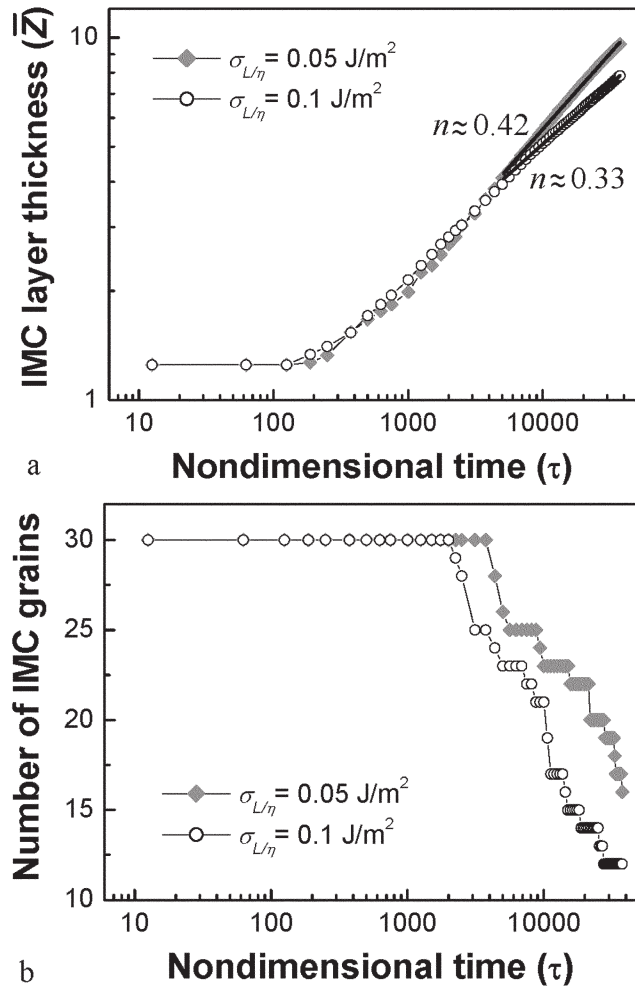 IMC layer thickness (Z̅)
10
1
σL/η = 0.05 J/m²
σL/η = 0.1 J/m²
n≈0.42
n≈0.33
10 100 1000 10000
a Nondimensional time (τ)
Number of IMC grains
30
25
20
15
10
σL/η = 0.05 J/m²
σL/η = 0.1 J/m²
10 100 1000 10000
b Nondimensional time (τ)